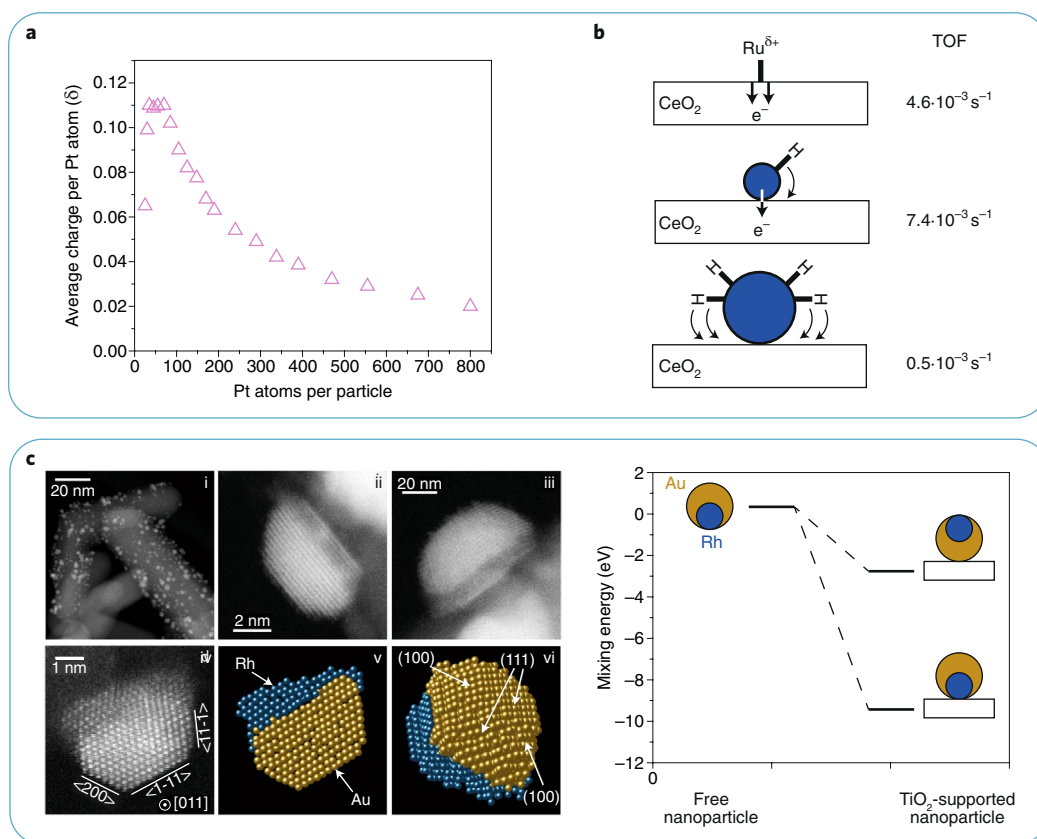 a
Average charge per Pt atom (δ)
0.12
0.10
0.08
0.06
0.04
0.02
0.00
0 100 200 300 400 500 600 700 800
Pt atoms per particle
b
Ru^δ+
TOF
CeO₂
e⁻
4.6·10⁻³ s⁻¹
H
CeO₂
e⁻
7.4·10⁻³ s⁻¹
H H
H H
CeO₂
0.5·10⁻³ s⁻¹
c
20 nm
i
ii
2 nm
20 nm
iii
1 nm
<11-1>
<200>
<1-11>
[011]
Rh
v
Au
vi
(100)
(111)
(100)
Mixing energy (eV)
2
0
−2
−4
−6
−8
−10
−12
Au
Rh
0
Free
nanoparticle
TiO₂-supported
nanoparticle